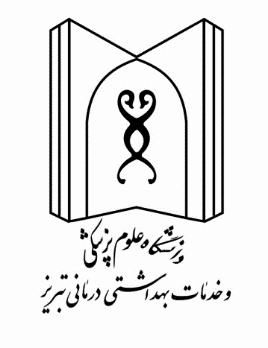 دانشگاه علوم پزشکی
و خدمات بهداشتی درمانی تبریز